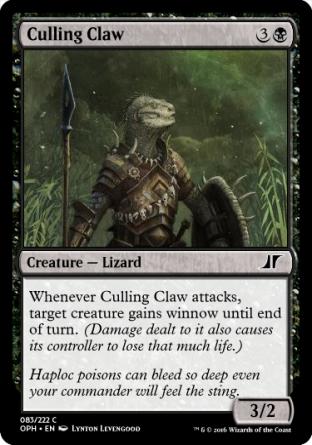 Culling Claw 3
Creature — Lizard
Whenever Culling Claw attacks,
target creature gains winnow until end
of turn. (Damage dealt to it also causes
its controller to lose that much life.)
Haploc poisons can bleed so deep even
your commander will feel the sting.
3/2
083/222 C
OPH • EN Lynton Levengood
™ & © 2016 Wizards of the Coast